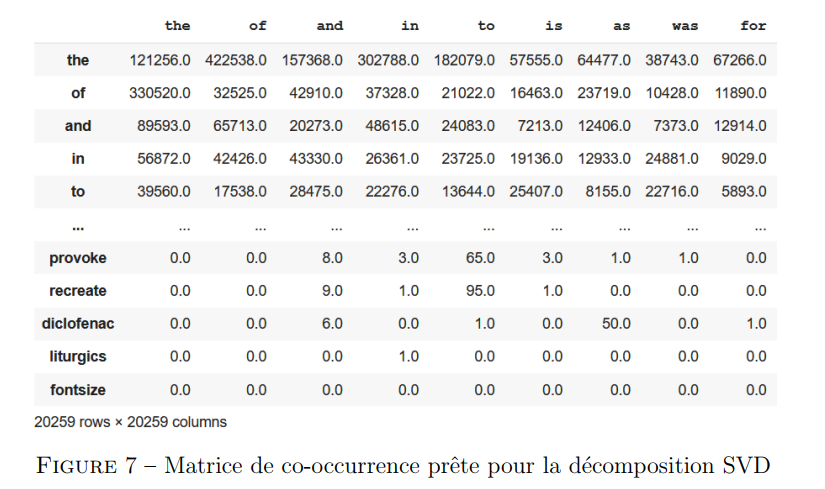 the of and in to is as was for
the 121256.0 422538.0 157368.0 302788.0 182079.0 57555.0 64477.0 38743.0 67266.0
of 330520.0 32525.0 42910.0 37328.0 21022.0 16463.0 23719.0 10428.0 11890.0
and 89593.0 65713.0 20273.0 48615.0 24083.0 7213.0 12406.0 7373.0 12914.0
in 56872.0 42426.0 43330.0 26361.0 23725.0 19136.0 12933.0 24881.0 9029.0
to 39560.0 17538.0 28475.0 22276.0 13644.0 25407.0 8155.0 22716.0 5893.0
... ... ... ... ... ... ... ... ... ...
provoke 0.0 0.0 8.0 3.0 65.0 3.0 1.0 1.0 0.0
recreate 0.0 0.0 9.0 1.0 95.0 1.0 0.0 0.0 0.0
diclofenac 0.0 0.0 6.0 0.0 1.0 0.0 50.0 0.0 1.0
liturgics 0.0 0.0 0.0 1.0 0.0 0.0 0.0 0.0 0.0
fontsize 0.0 0.0 0.0 0.0 0.0 0.0 0.0 0.0 0.0
20259 rows × 20259 columns
FIGURE 7 – Matrice de co-occurrence prête pour la décomposition SVD